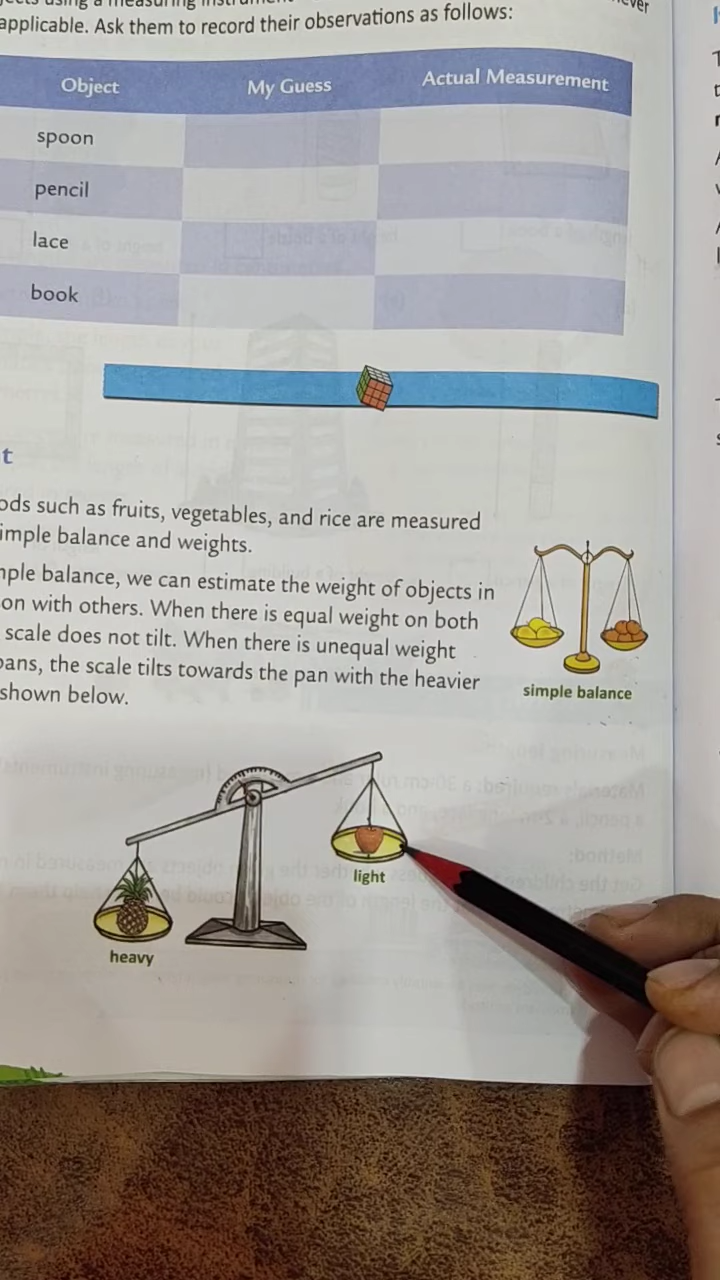 using a measuring instrument
applicable. Ask them to record their observations as follows:
Object My Guess Actual Measurement
spoon
pencil
lace
book
t
ods such as fruits, vegetables, and rice are measured
imple balance and weights.
nple balance, we can estimate the weight of objects in
on with others. When there is equal weight on both
scale does not tilt. When there is unequal weight
pans, the scale tilts towards the pan with the heavier
shown below.
simple balance
light
heavy